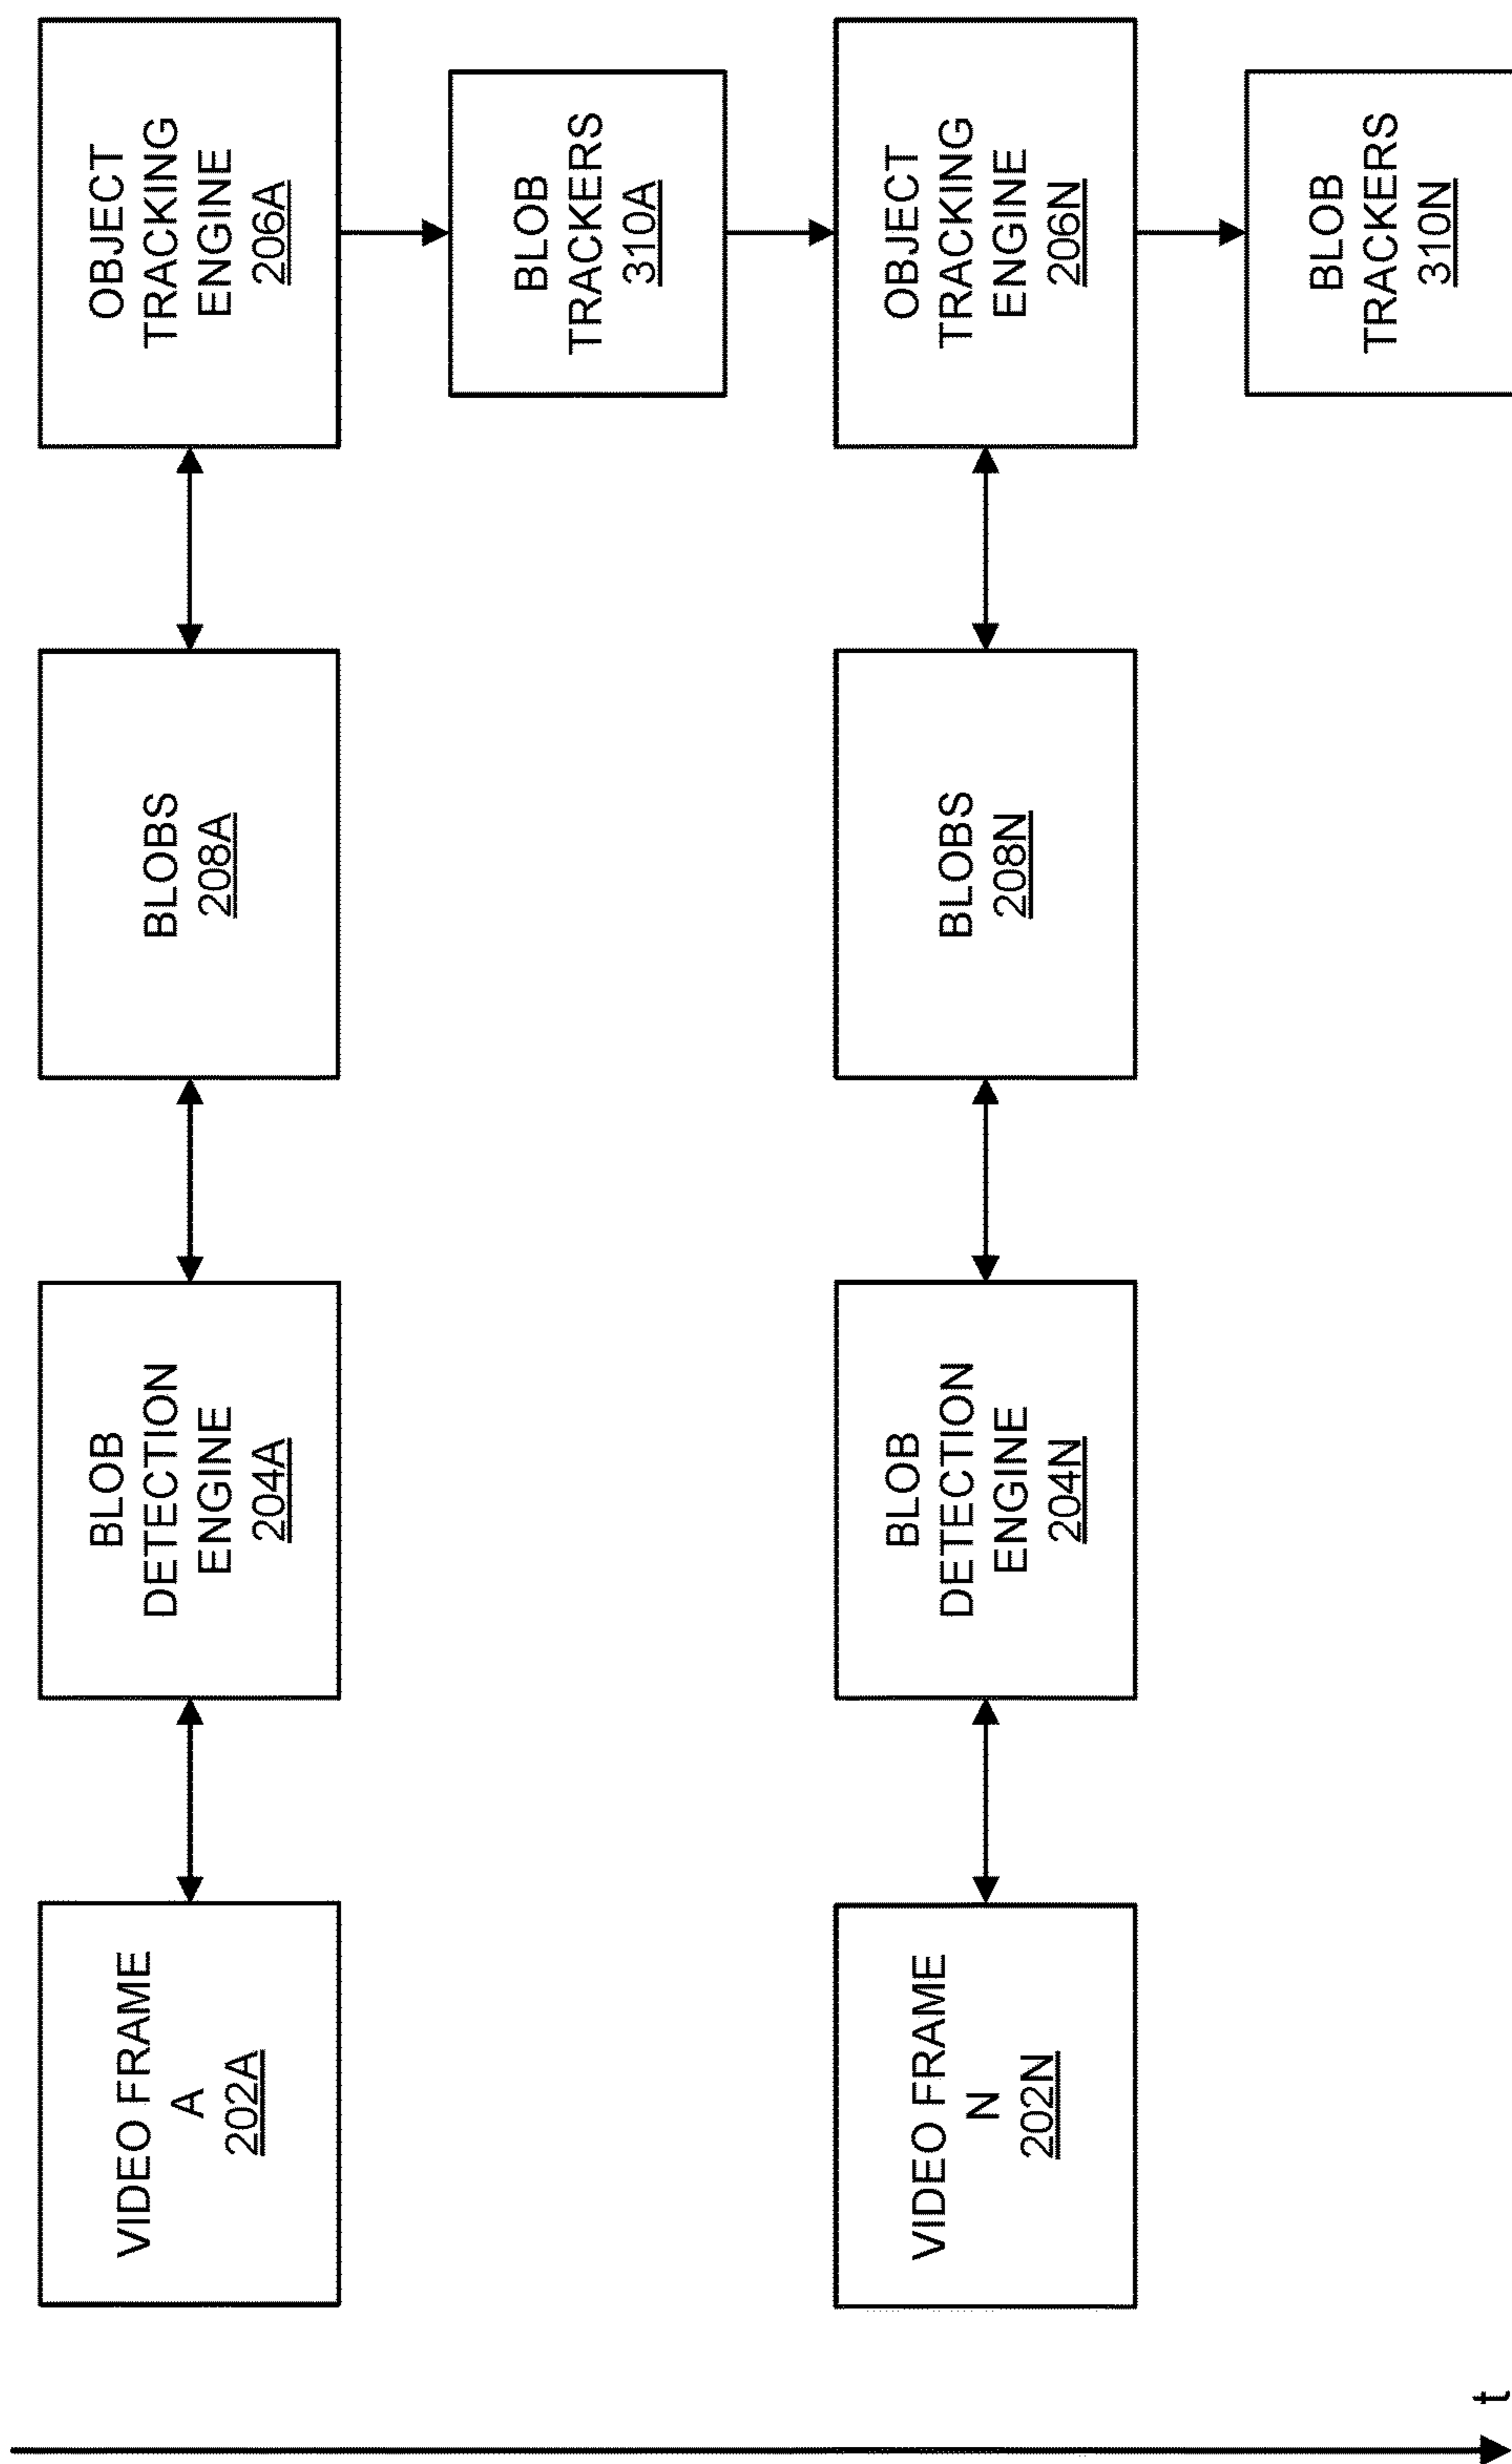 VIDEO FRAME
A
202A
BLOB
DETECTION
ENGINE
204A
BLOBS
208A
OBJECT
TRACKING
ENGINE
206A
BLOB
TRACKERS
310A
VIDEO FRAME
N
202N
BLOB
DETECTION
ENGINE
204N
BLOBS
208N
OBJECT
TRACKING
ENGINE
206N
BLOB
TRACKERS
310N
t